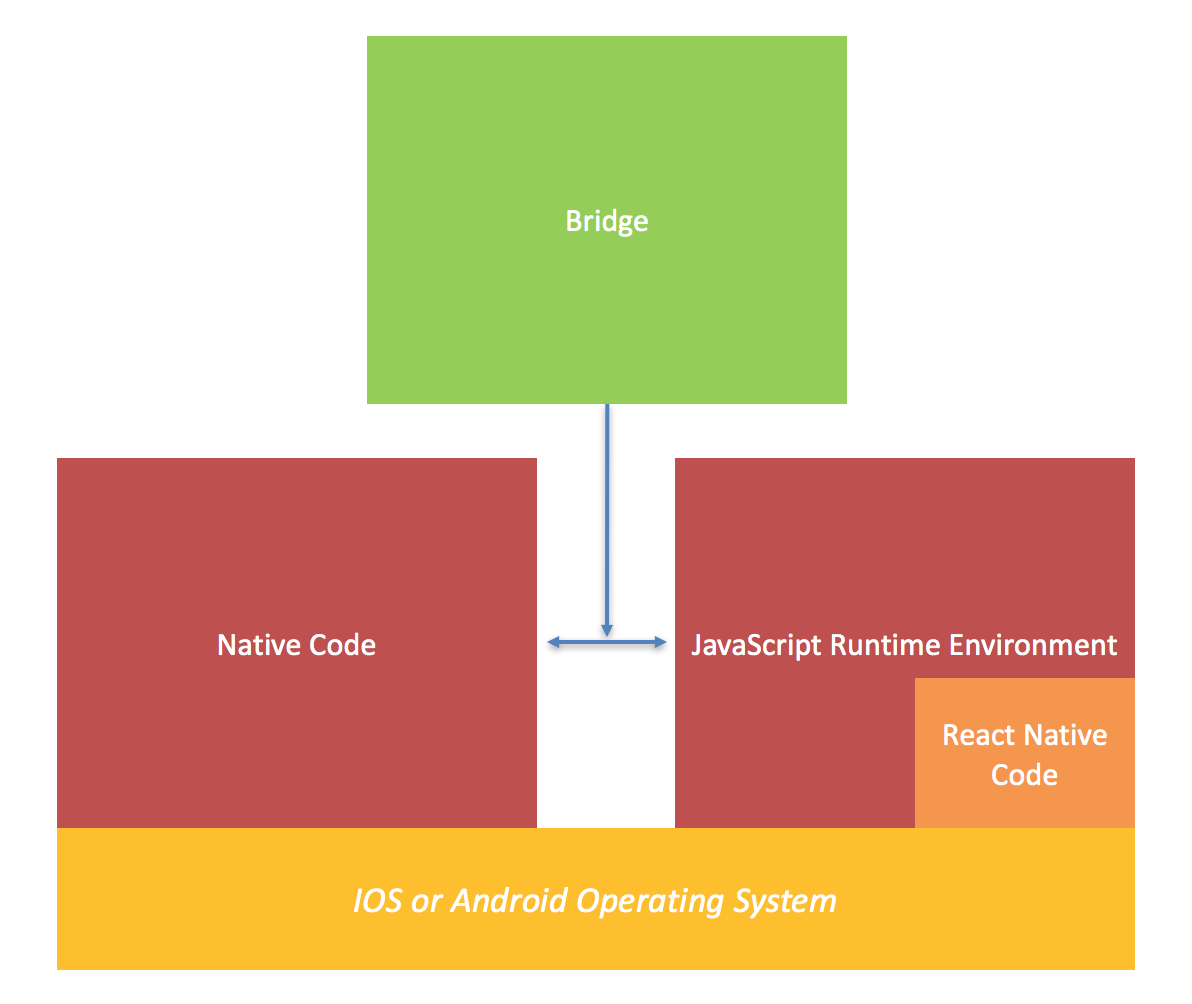 Bridge
Native Code
JavaScript Runtime Environment
React Native
Code
IOS or Android Operating System